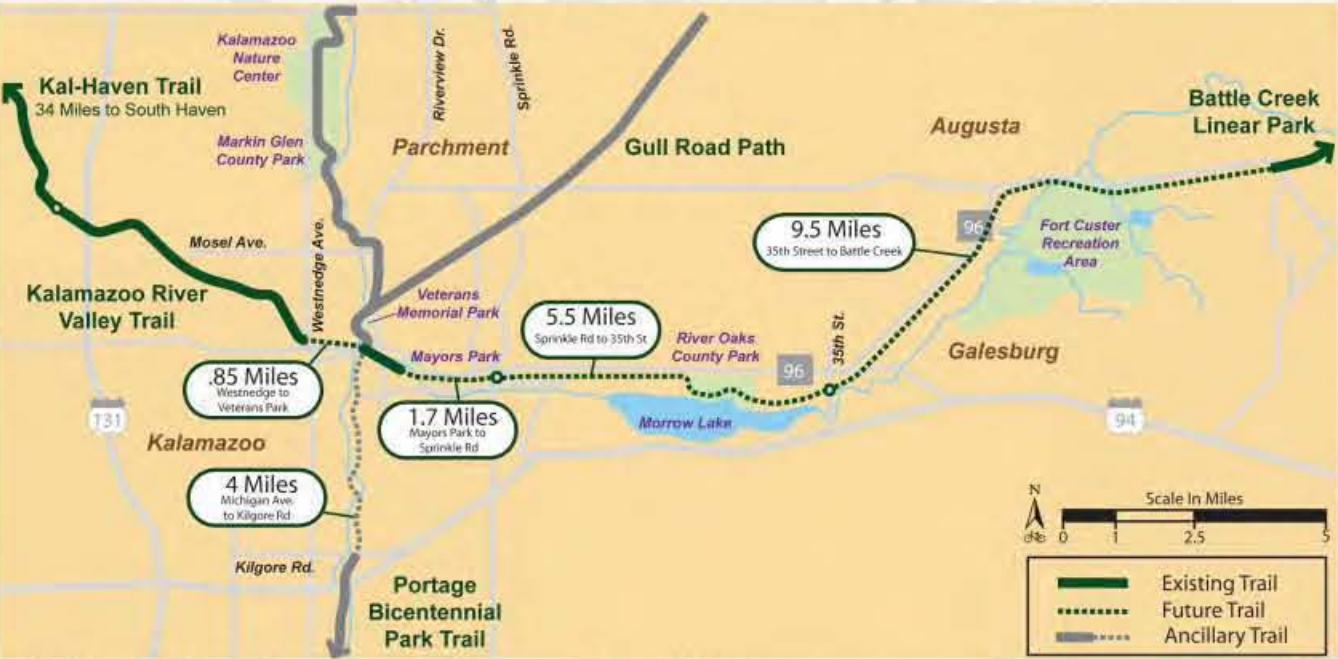 Kalamazoo
Nature
Center
Riverview Dr.
Sprinkle Rd.
Kal-Haven Trail
34 Miles to South Haven
Battle Creek
Linear Park
Augusta
Markin Glen
County Park
Parchment
Gull Road Path
Mosel Ave.
Westnedge Ave.
9.5 Miles
35th Street to Battle Creek
96
Fort Custer
Recreation
Area
Kalamazoo River
Valley Trail
Veterans
Memorial Park
5.5 Miles
Sprinkle Rd to 35th St
River Oaks
County Park
35th St.
Mayors Park
Galesburg
96
.85 Miles
Westnedge to
Veterans Park
1.7 Miles
Mayors Park to
Sprinkle Rd
Morrow Lake
131
94
Kalamazoo
4 Miles
Michigan Ave.
to Kilgore Rd
N
Scale In Miles
0 1 2.5 5
Kilgore Rd.
Portage
Bicentennial
Park Trail
Existing Trail
Future Trail
Ancillary Trail